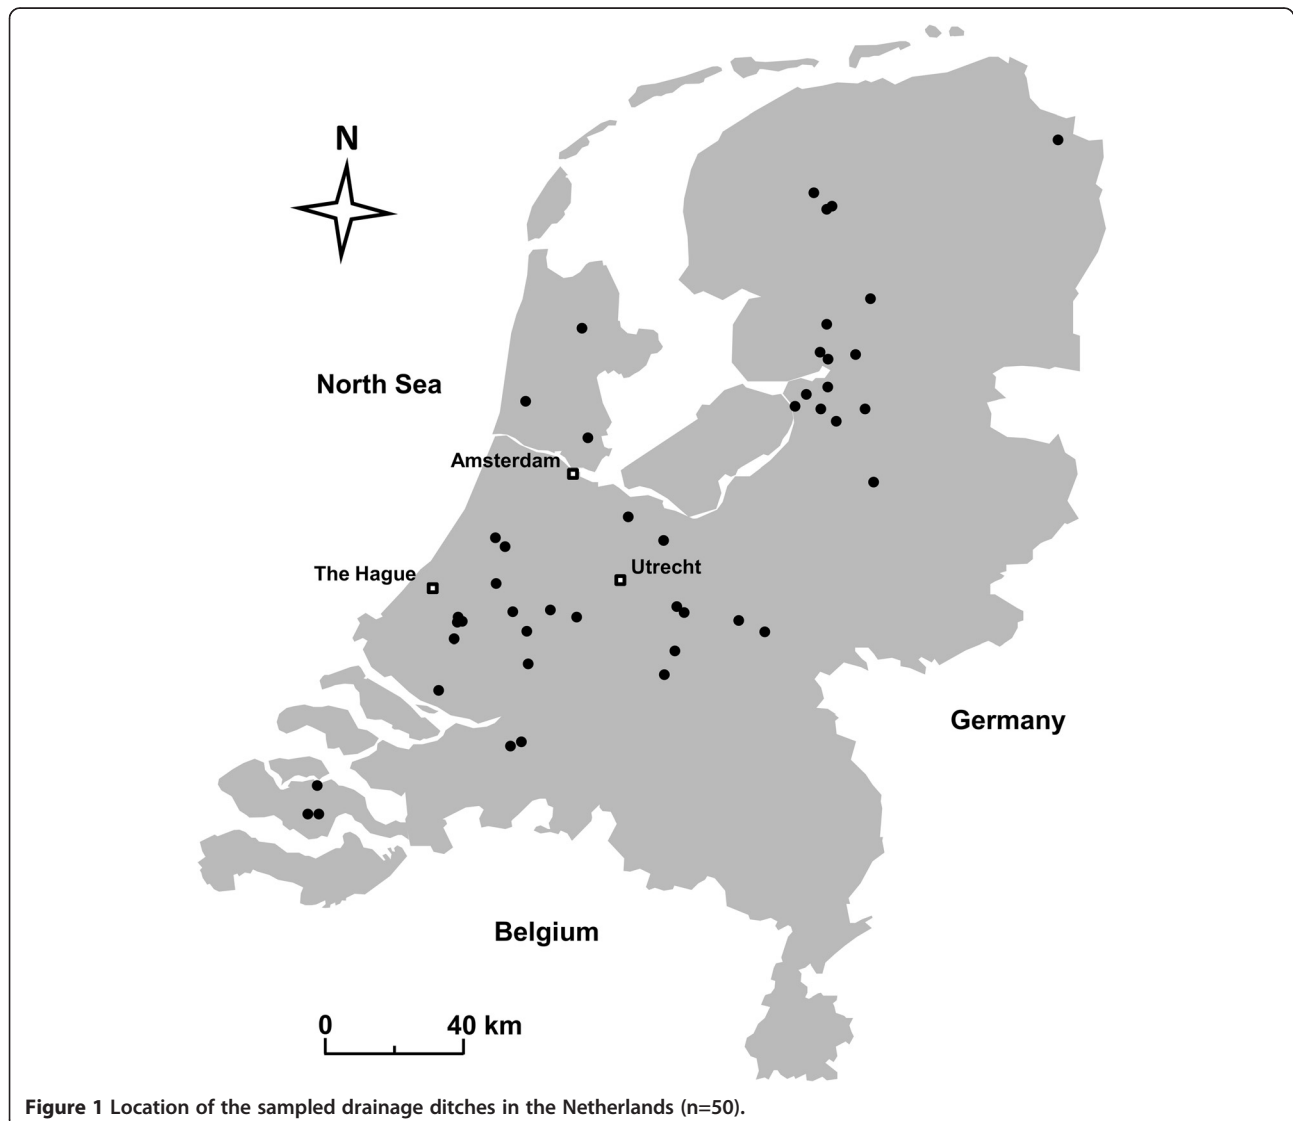 N
North Sea
Amsterdam
The Hague
Utrecht
Germany
Belgium
0 40 km
Figure 1 Location of the sampled drainage ditches in the Netherlands (n=50).